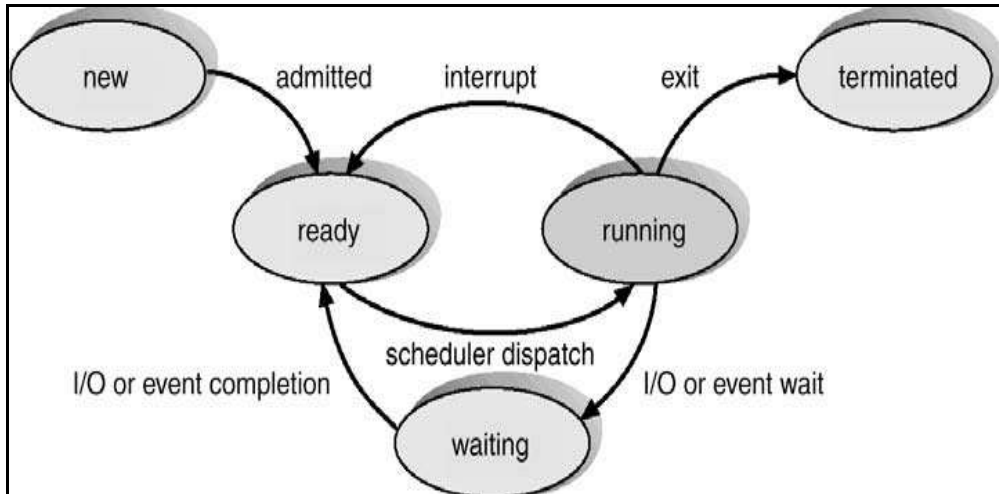 new
admitted
interrupt
exit
terminated
ready
running
scheduler dispatch
I/O or event completion
I/O or event wait
waiting